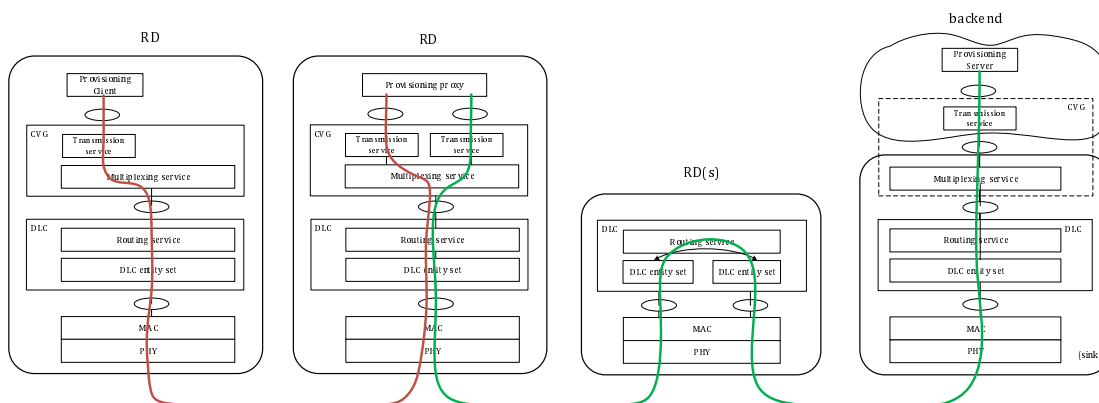 RD
Provisioning
Client
CVG
Transmission
service
Multiplexing service
DLC
Routing service
DLC entity set
MAC
PHY
RD
Provisioning proxy
CVG
Transmission
service
Transmission
service
Multiplexing service
DLC
Routing service
DLC entity set
MAC
PHY
RD(s)
DLC
Routing service
DLC entity set
DLC entity set
MAC
PHY
backend
Provisioning
Server
CVG
Transmission
service
Multiplexing service
DLC
Routing service
DLC entity set
MAC
PHY
(sink